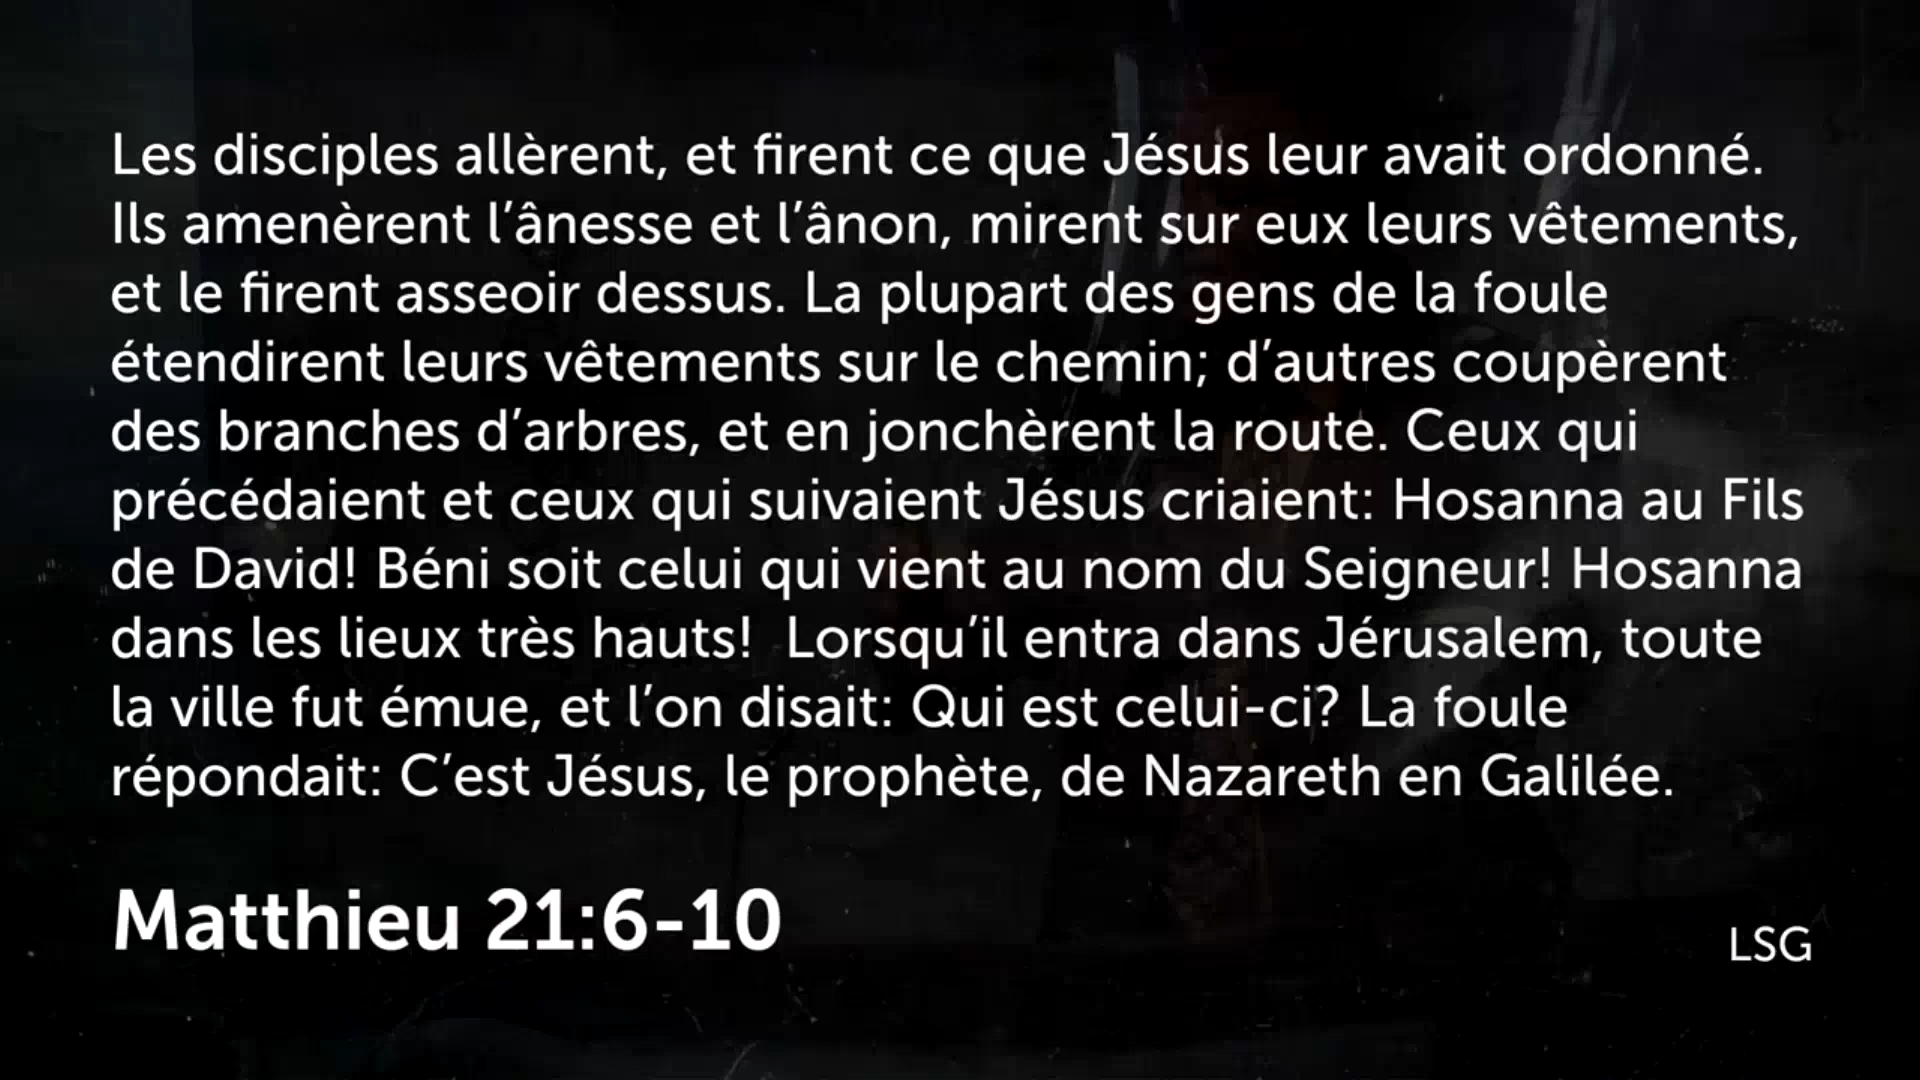 Les disciples allèrent, et firent ce que Jésus leur avait ordonné.
Ils amenèrent l’ânesse et l’ânon, mirent sur eux leurs vêtements,
et le firent asseoir dessus. La plupart des gens de la foule
étendirent leurs vêtements sur le chemin; d’autres coupèrent
des branches d’arbres, et en jonchèrent la route. Ceux qui
précédaient et ceux qui suivaient Jésus criaient: Hosanna au Fils
de David! Béni soit celui qui vient au nom du Seigneur! Hosanna
dans les lieux très hauts!  Lorsqu’il entra dans Jérusalem, toute
la ville fut émue, et l’on disait: Qui est celui-ci? La foule
répondait: C’est Jésus, le prophète, de Nazareth en Galilée.
Matthieu 21:6-10
LSG